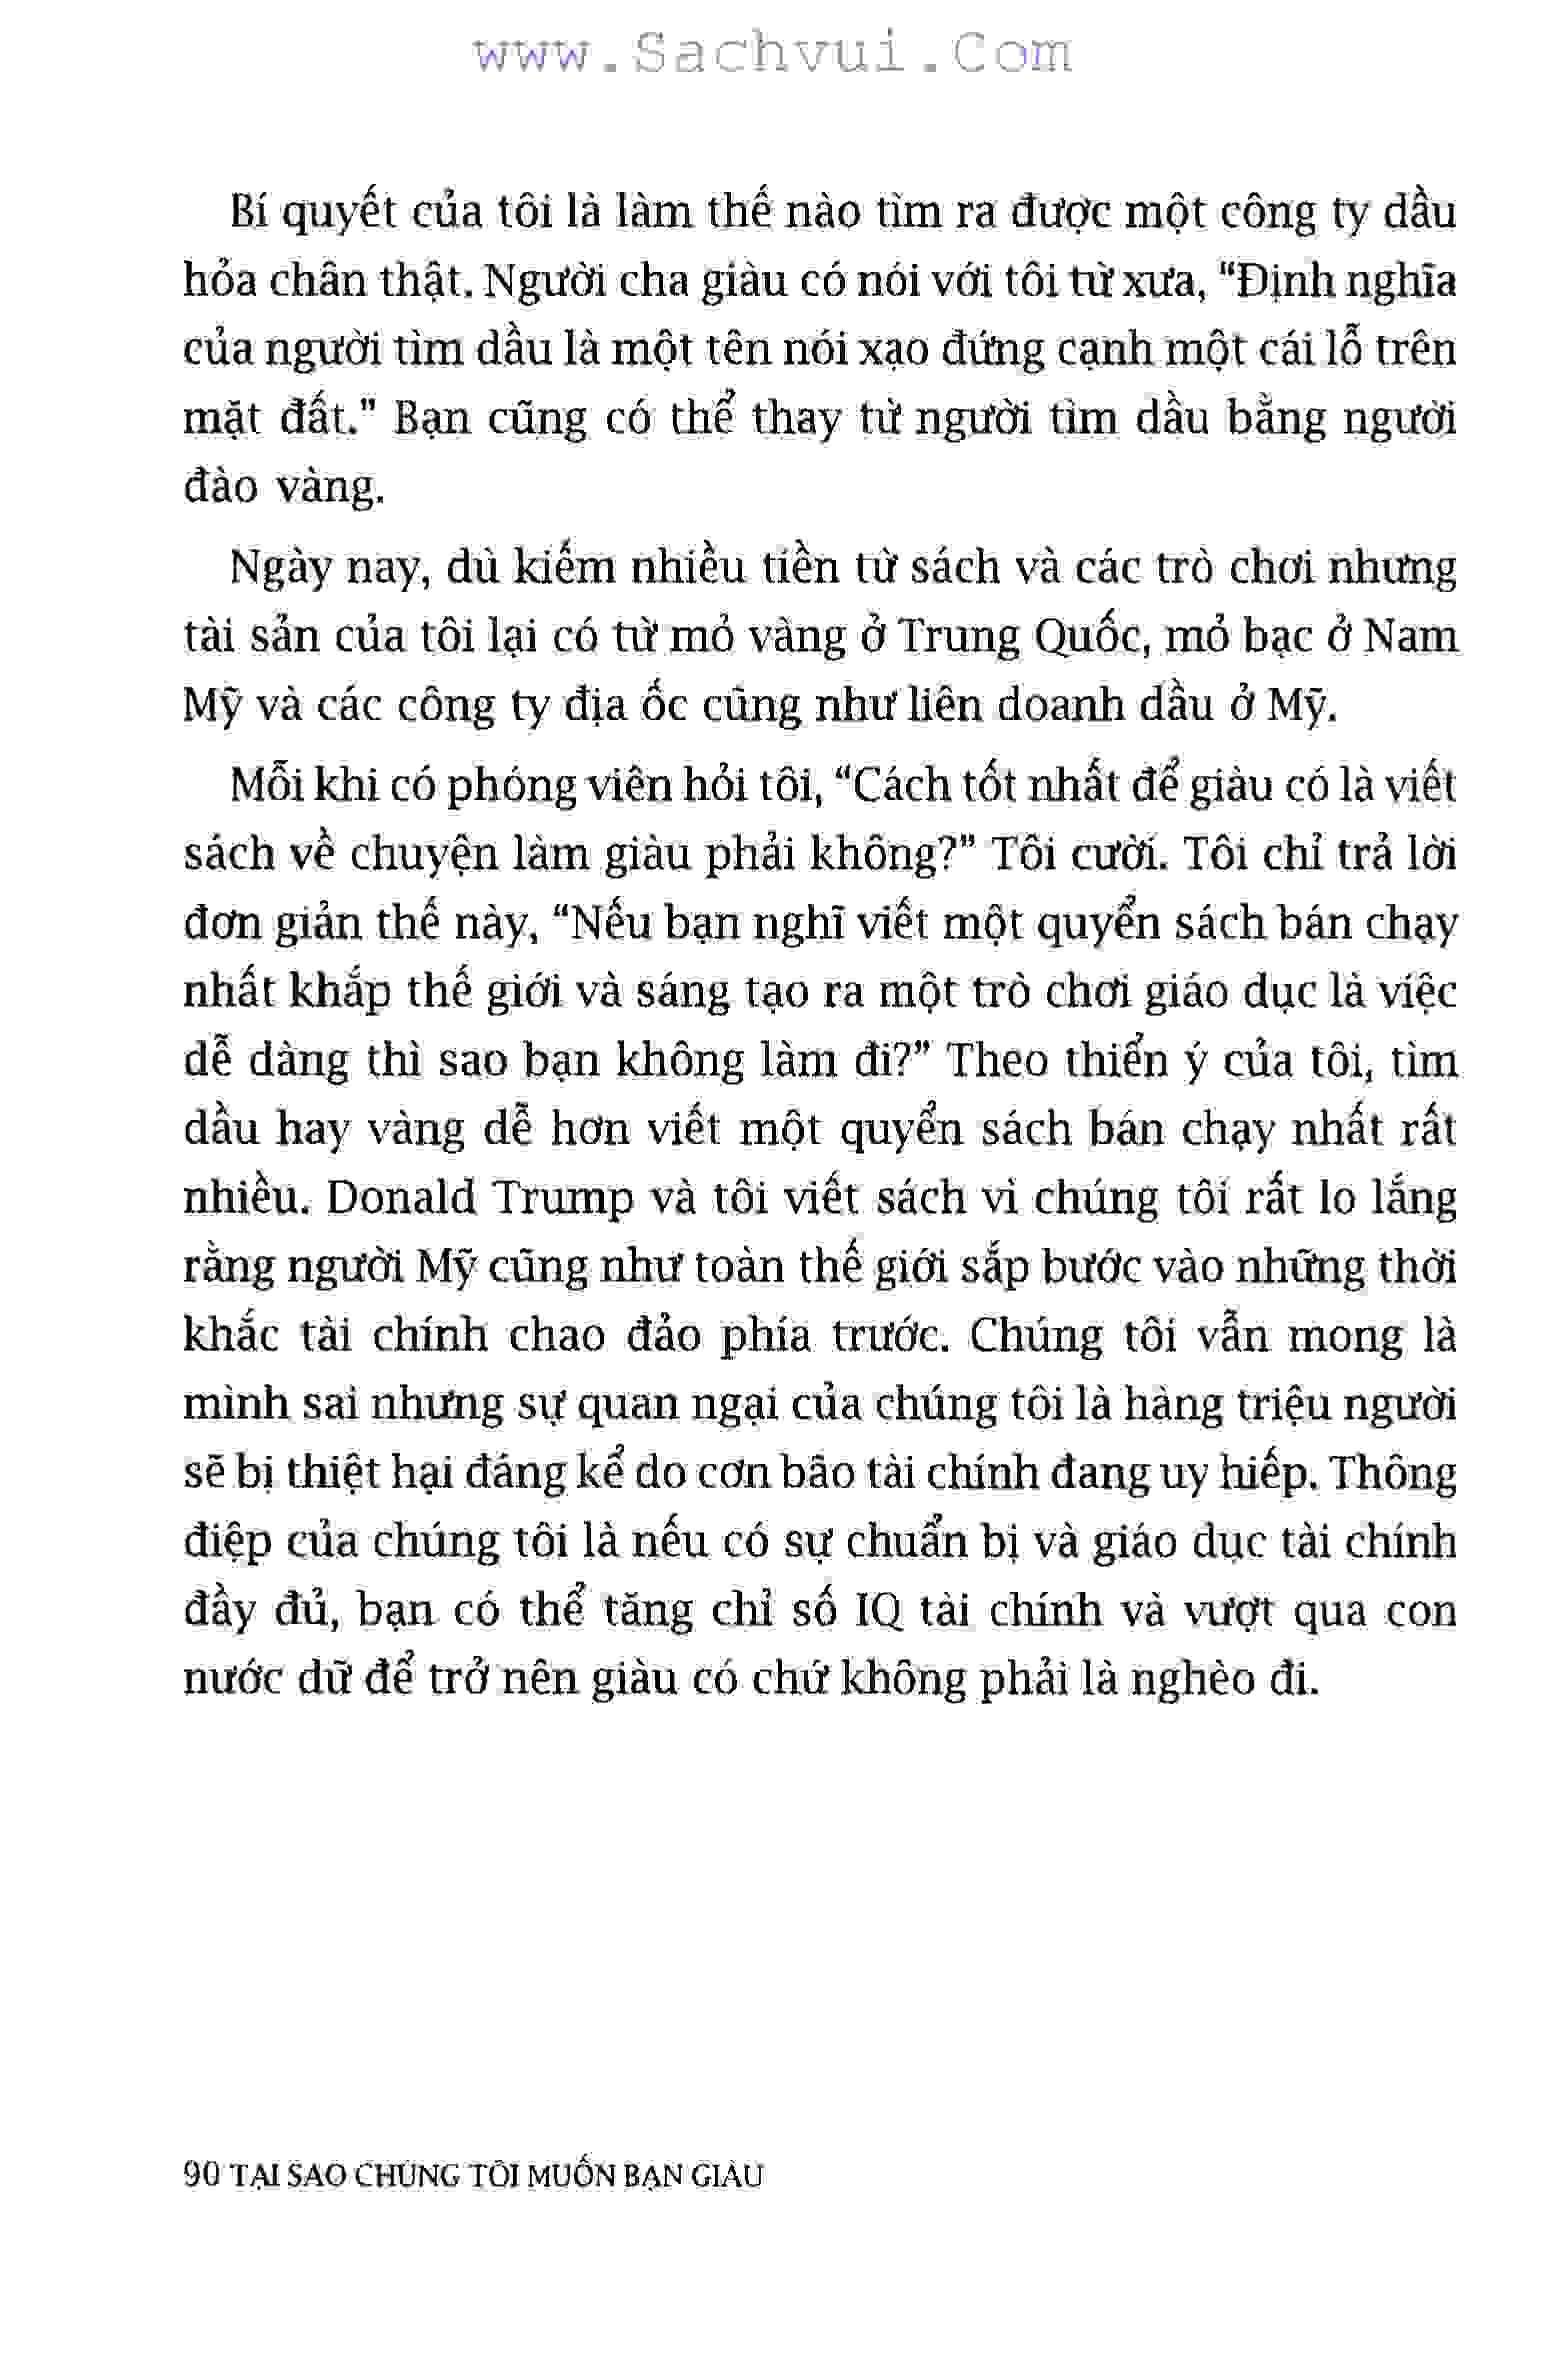 www.Sachvui.Com
Bí quyết của tôi là làm thế nào tìm ra được một công ty dầu
hỏa chân thật. Người cha giàu có nói với tôi từ xưa, “Định nghĩa
của người tìm dầu là một tên nói xạo đứng cạnh một cái lỗ trên
mặt đất.” Bạn cũng có thể thay từ người tìm dầu bằng người
đào vàng.
Ngày nay, dù kiếm nhiều tiền từ sách và các trò chơi nhưng
tài sản của tôi lại có từ mỏ vàng ở Trung Quốc, mỏ bạc ở Nam
Mỹ và các công ty địa ốc cũng như liên doanh dầu ở Mỹ.
Mỗi khi có phóng viên hỏi tôi, “Cách tốt nhất để giàu có là viết
sách về chuyện làm giàu phải không?” Tôi cười. Tôi chỉ trả lời
đơn giản thế này, “Nếu bạn nghĩ viết một quyển sách bán chạy
nhất khắp thế giới và sáng tạo ra một trò chơi giáo dục là việc
dễ dàng thì sao bạn không làm đi?” Theo thiển ý của tôi, tìm
dầu hay vàng dễ hơn viết một quyển sách bán chạy nhất rất
nhiều. Donald Trump và tôi viết sách vì chúng tôi rất lo lắng
rằng người Mỹ cũng như toàn thế giới sắp bước vào những thời
khắc tài chính chao đảo phía trước. Chúng tôi vẫn mong là
mình sai nhưng sự quan ngại của chúng tôi là hàng triệu người
sẽ bị thiệt hại đáng kể do cơn bão tài chính đang uy hiếp. Thông
điệp của chúng tôi là nếu có sự chuẩn bị và giáo dục tài chính
đầy đủ, bạn có thể tăng chỉ số IQ tài chính và vượt qua con
nước dữ để trở nên giàu có chứ không phải là nghèo đi.
90 TẠI SAO CHÚNG TÔI MUỐN BẠN GIÀU